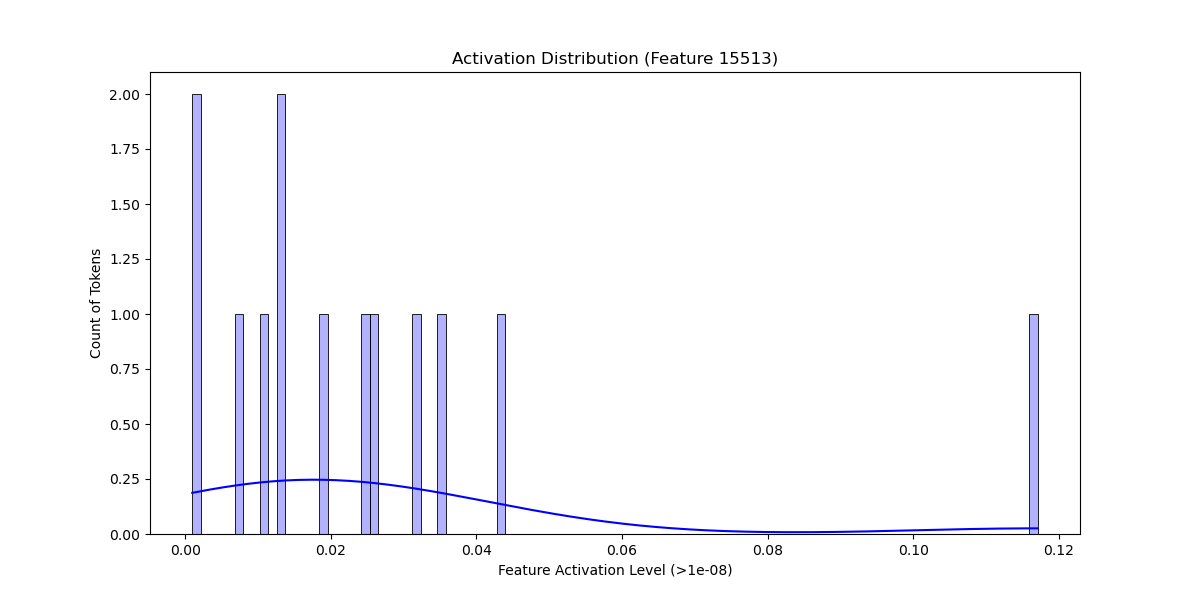 Activation Distribution (Feature 15513)
Count of Tokens
2.00
1.75
1.50
1.25
1.00
0.75
0.50
0.25
0.00
0.00 0.02 0.04 0.06 0.08 0.10 0.12
Feature Activation Level (>1e-08)